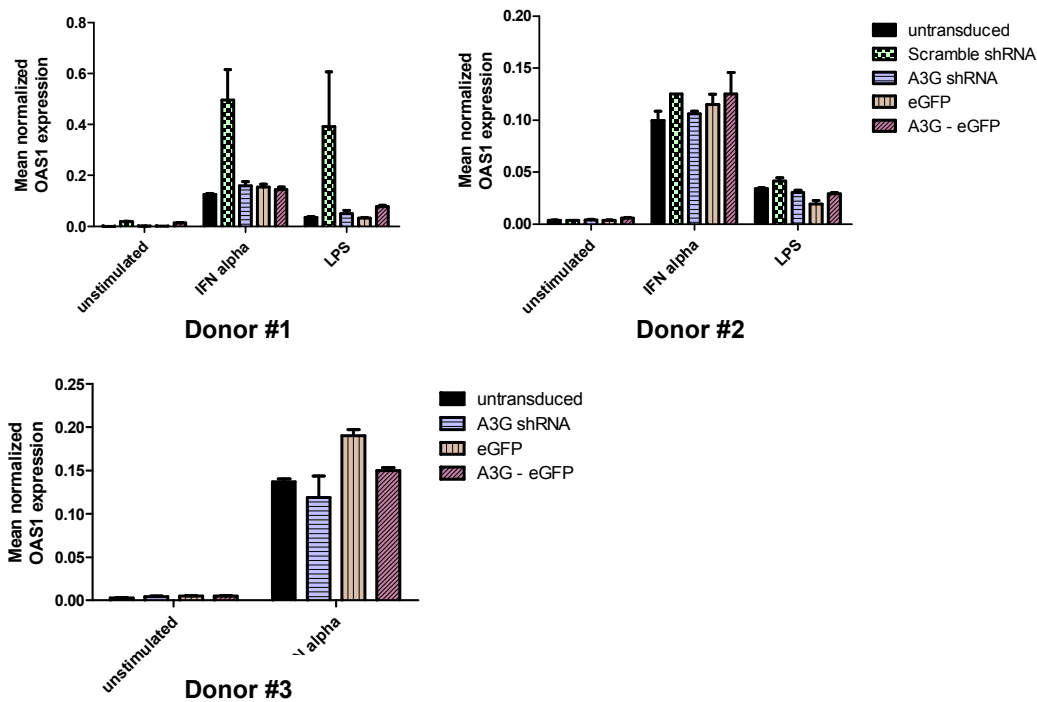 Mean normalized
OAS1 expression
0.8
0.6
0.4
0.2
0.0
unstimulated
IFN alpha
LPS
Donor #1
Mean normalized
OAS1 expression
0.20
0.15
0.10
0.05
0.00
unstimulated
IFN alpha
LPS
Donor #2
untransduced
Scramble shRNA
A3G shRNA
eGFP
A3G - eGFP
Mean normalized
OAS1 expression
0.25
0.20
0.15
0.10
0.05
0.00
unstimulated
alpha
Donor #3
untransduced
A3G shRNA
eGFP
A3G - eGFP